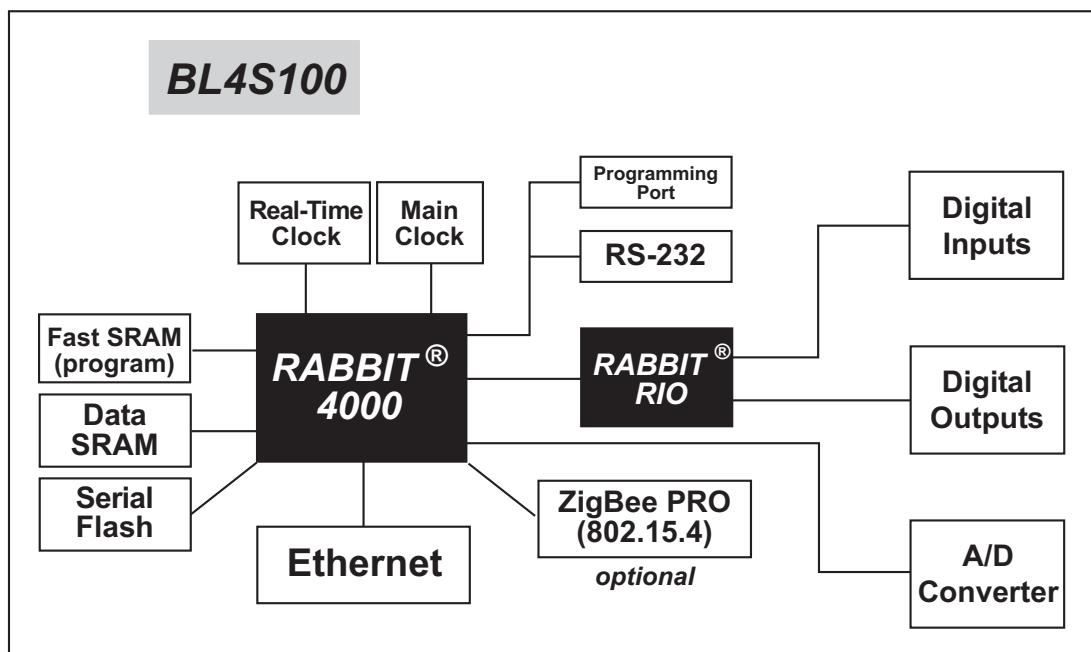 BL4S100
Programming
Port
Real-Time
Clock
Main
Clock
RS-232
Digital
Inputs
Fast SRAM
(program)
RABBIT ®
4000
RABBIT ®
RIO
Digital
Outputs
Data
SRAM
Serial
Flash
Ethernet
ZigBee PRO
(802.15.4)
optional
A/D
Converter